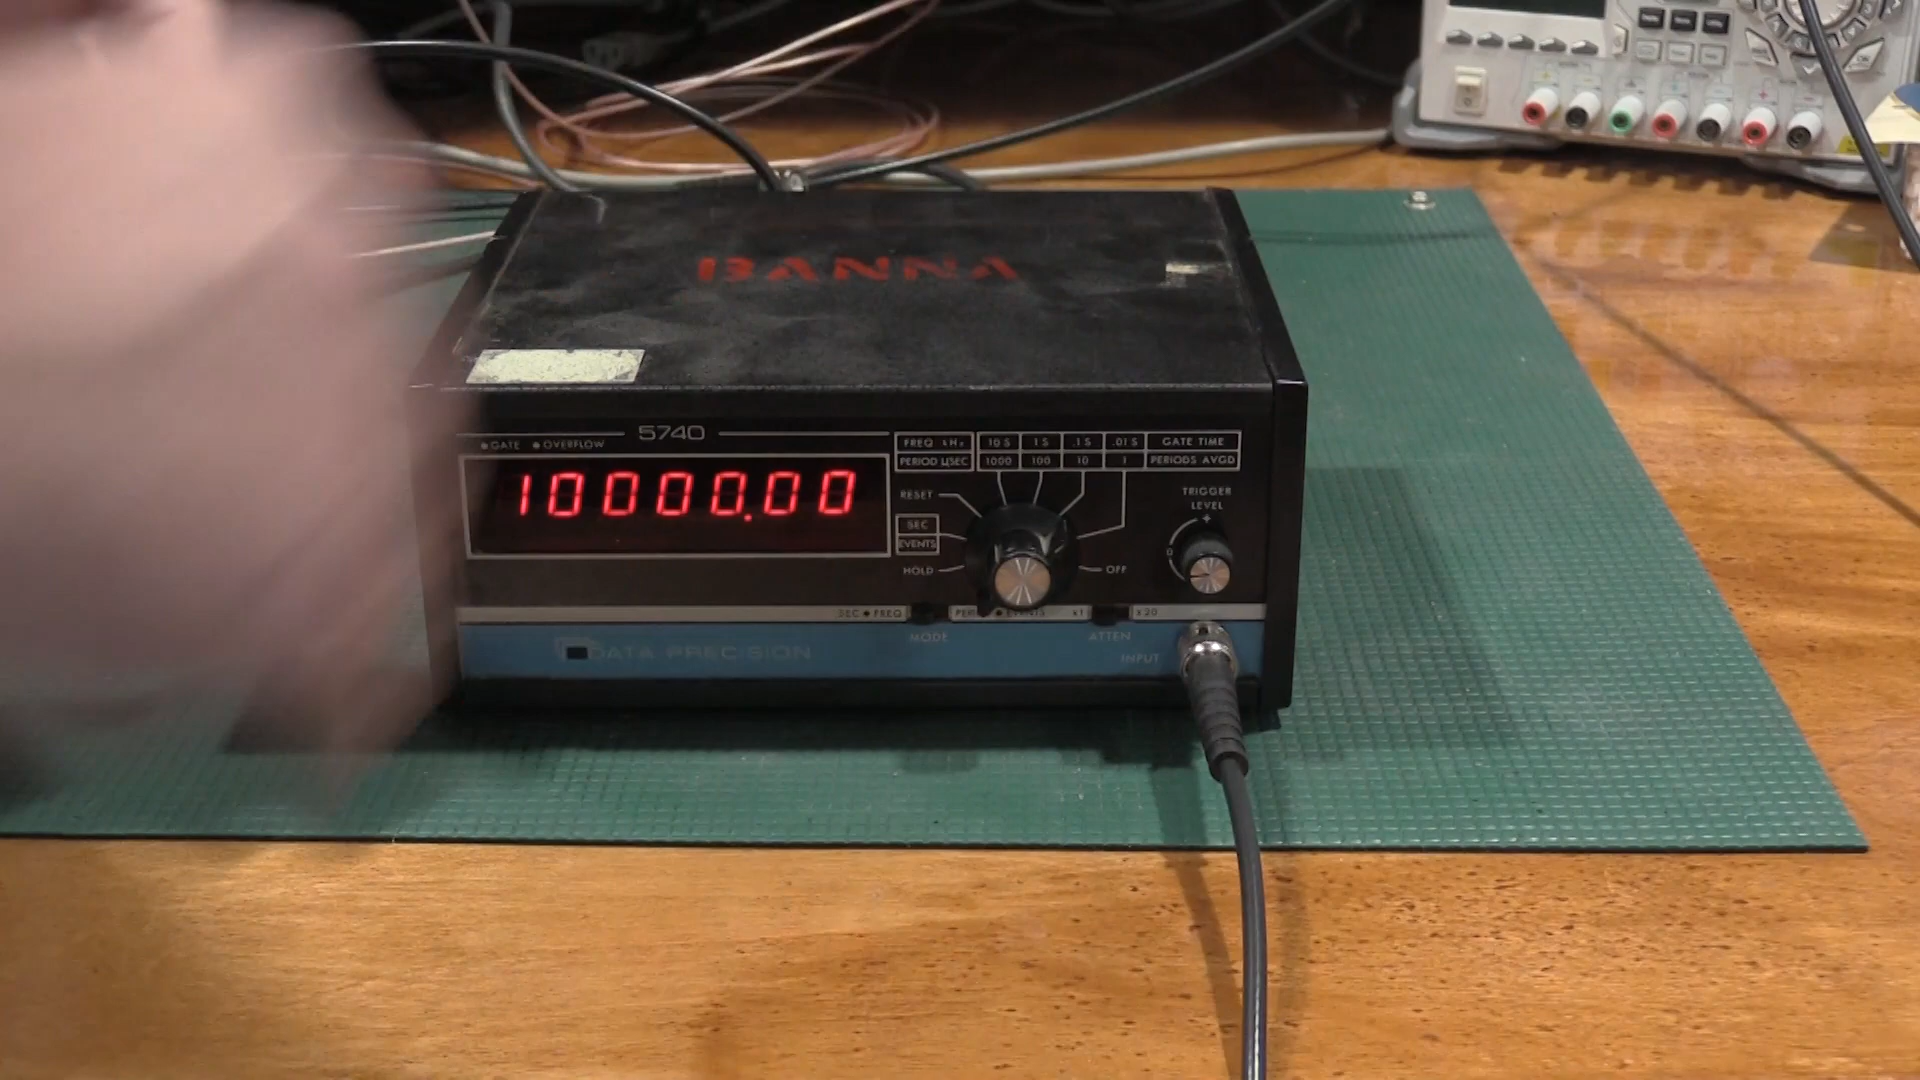 BANNA
5740
GATE OVERFLOW
10000.00
FREQ kHz 10 S 1 S .1 S .01 S GATE TIME
PERIOD µSEC 1000 100 10 1 PERIODS AVGD
RESET
SEC
EVENTS
HOLD
OFF
TRIGGER
LEVEL
+
0
SEC FREQ
EVENTS
x1
x20
MODE
ATTEN
INPUT
DATA PRECISION